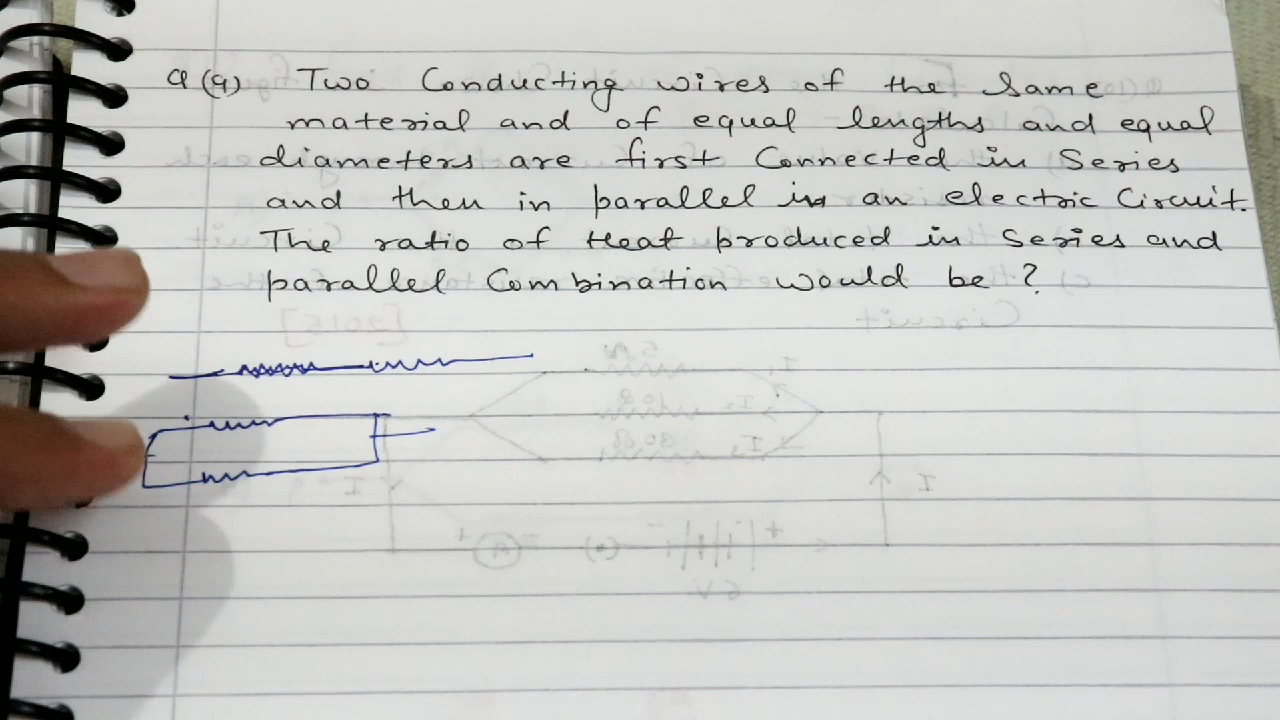 Q (9) Two Conducting wires of the Same
material and of equal lengths and equal
diameters are first Connected in Series
and then in parallel in an electric Circuit.
The ratio of Heat produced in Series and
parallel Combination would be ?